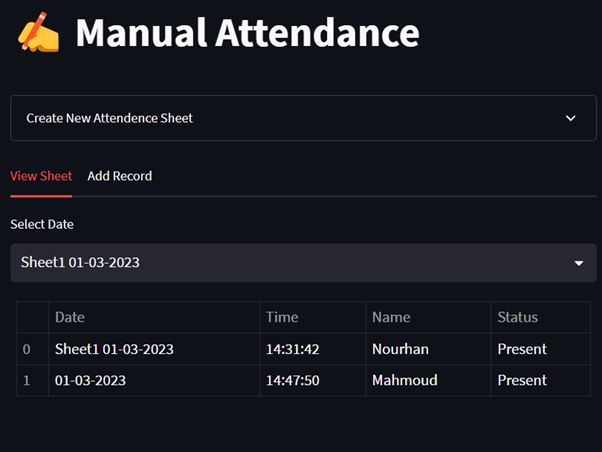 Manual Attendance
Create New Attendence Sheet
View Sheet Add Record
Select Date
Sheet1 01-03-2023
Date Time Name Status
0 Sheet1 01-03-2023 14:31:42 Nourhan Present
1 01-03-2023 14:47:50 Mahmoud Present